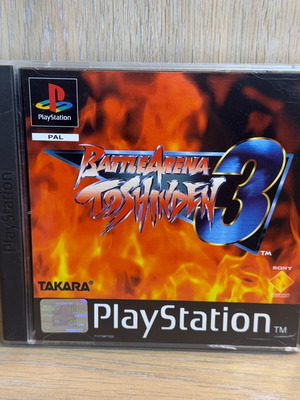 PlayStation
PAL
PlayStation
BATTLE ARENA
TOSHINDEN 3
TM
SONY
TAKARA®
PlayStation TM